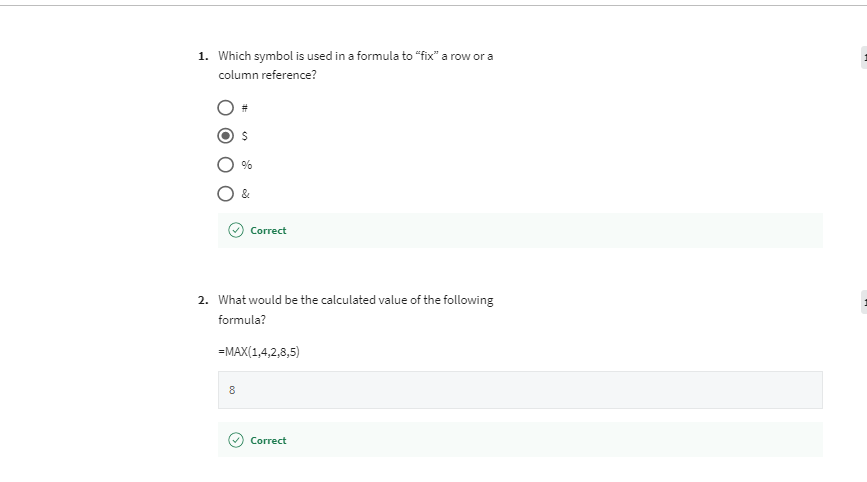 1. Which symbol is used in a formula to “fix” a row or a
column reference?
#
$
%
&
Correct
2. What would be the calculated value of the following
formula?
=MAX(1,4,2,8,5)
8
Correct